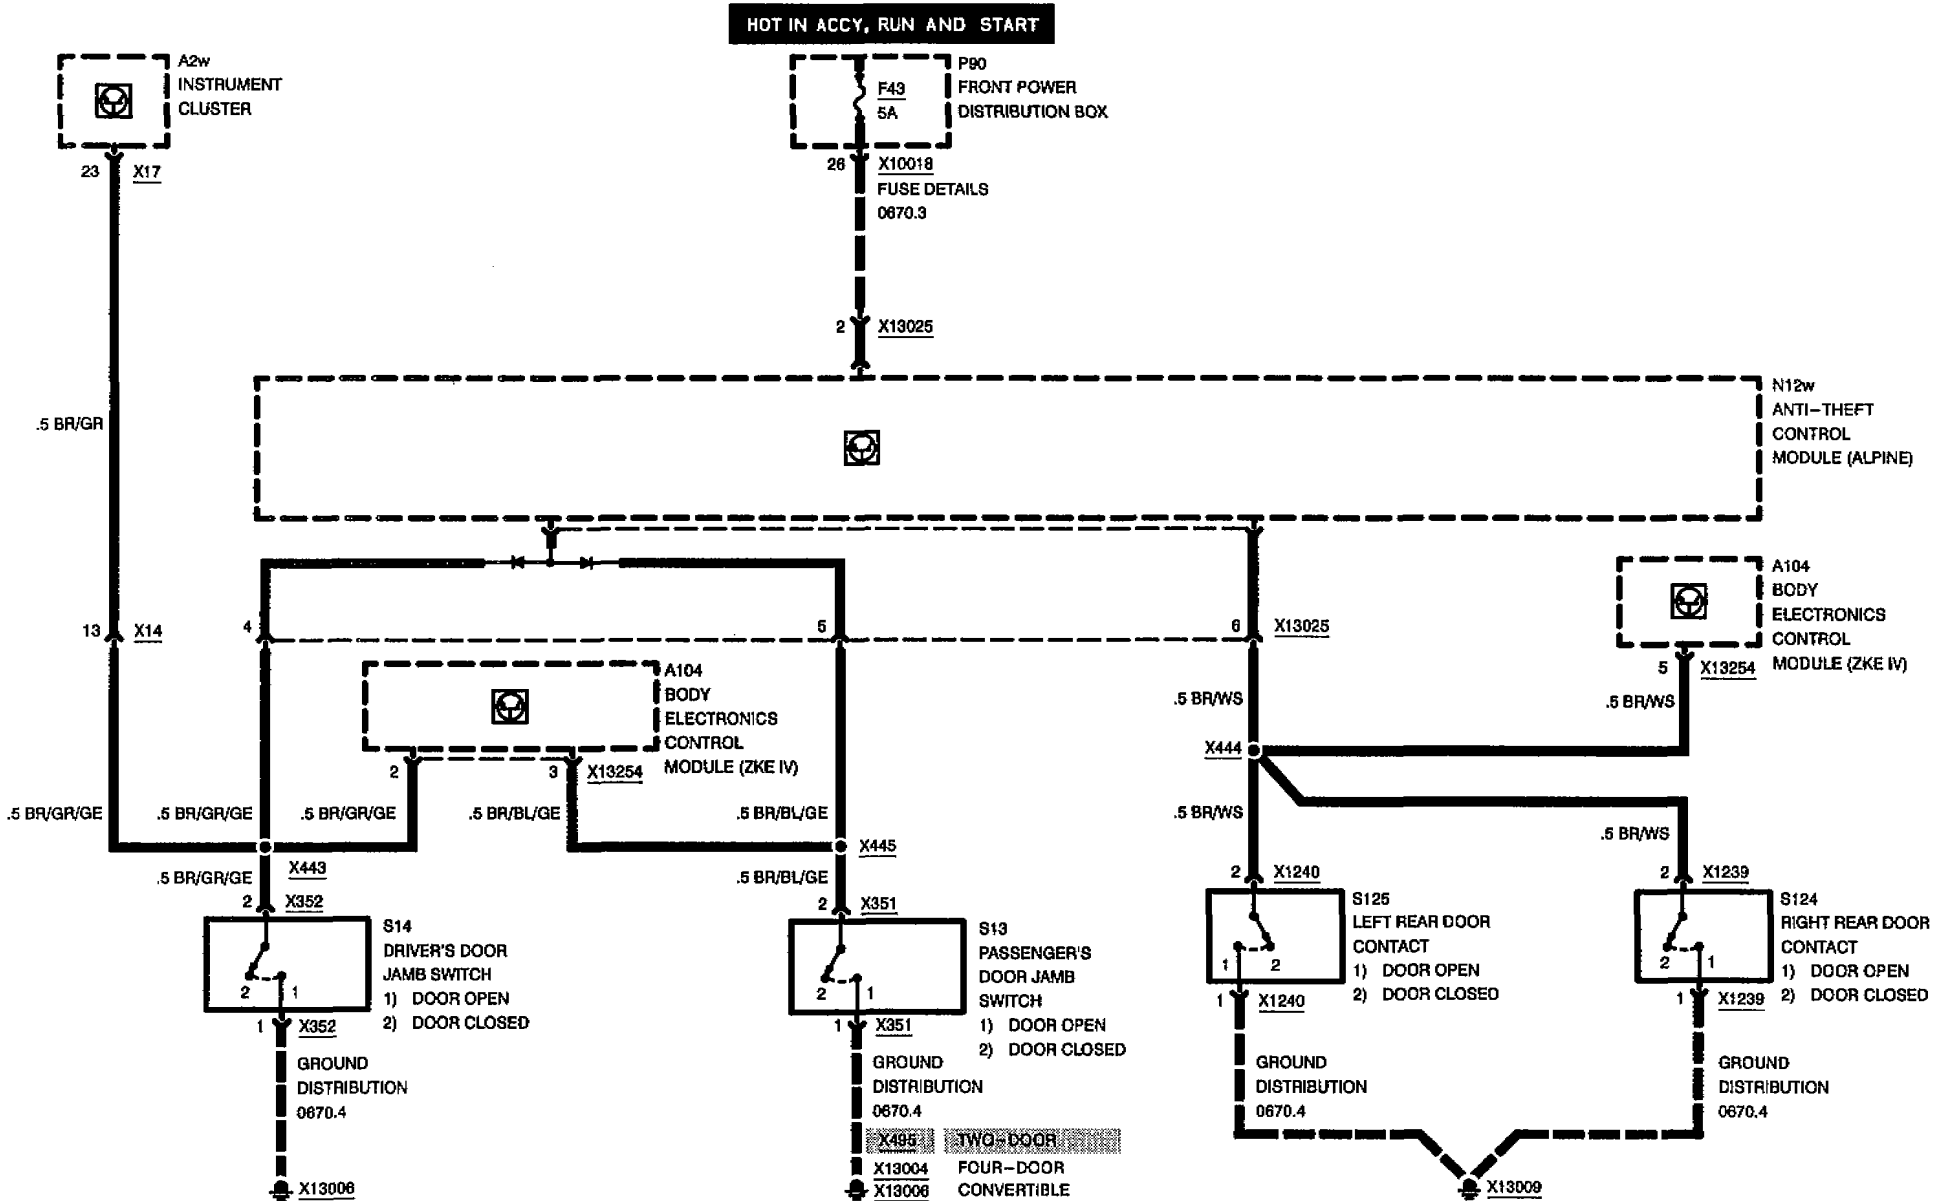 HOT IN ACCY, RUN AND START
A2w
INSTRUMENT
CLUSTER
P90
FRONT POWER
DISTRIBUTION BOX
F43
5A
23 X17
26 X10018
FUSE DETAILS
0670.3
2 X13025
N12w
ANTI-THEFT
CONTROL
MODULE (ALPINE)
.5 BR/GR
A104
BODY
ELECTRONICS
CONTROL
MODULE (ZKE IV)
13 X14
4
5
6 X13025
5 X13254
A104
BODY
ELECTRONICS
CONTROL
MODULE (ZKE IV)
.5 BR/WS
.5 BR/WS
X444
2
3 X13254
.5 BR/GR/GE
.5 BR/GR/GE
.5 BR/GR/GE
.5 BR/BL/GE
.5 BR/BL/GE
.5 BR/WS
.5 BR/WS
X443
X445
.5 BR/GR/GE
.5 BR/BL/GE
2 X352
2 X351
2 X1240
2 X1239
S14
DRIVER'S DOOR
JAMB SWITCH
1) DOOR OPEN
2) DOOR CLOSED
2 1
S13
PASSENGER'S
DOOR JAMB
SWITCH
1) DOOR OPEN
2) DOOR CLOSED
2 1
S125
LEFT REAR DOOR
CONTACT
1) DOOR OPEN
2) DOOR CLOSED
1 2
S124
RIGHT REAR DOOR
CONTACT
1) DOOR OPEN
2) DOOR CLOSED
2 1
1 X352
1 X351
1 X1240
1 X1239
GROUND
DISTRIBUTION
0670.4
GROUND
DISTRIBUTION
0670.4
GROUND
DISTRIBUTION
0670.4
GROUND
DISTRIBUTION
0670.4
X495 TWO-DOOR
X13004 FOUR-DOOR
X13006 CONVERTIBLE
X13006
X13009